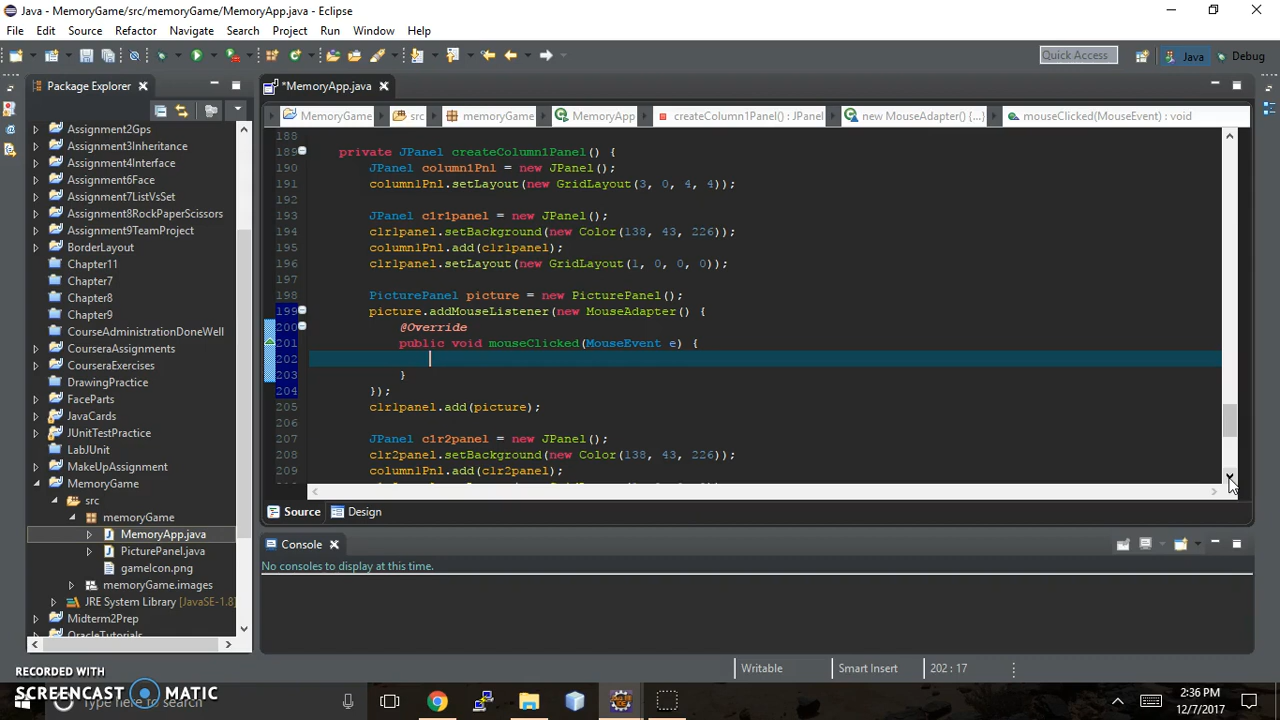 Java - MemoryGame/src/memoryGame/MemoryApp.java - Eclipse
File Edit Source Refactor Navigate Search Project Run Window Help
Quick Access Java Debug
Package Explorer
*MemoryApp.java
MemoryGame src memoryGame MemoryApp createColumn1Panel() : JPanel new MouseAdapter() {...} mouseClicked(MouseEvent) : void
Assignment2Gps
Assignment3Inheritance
Assignment4Interface
Assignment6Face
Assignment7ListVsSet
Assignment8RockPaperScissors
Assignment9TeamProject
BorderLayout
Chapter11
Chapter7
Chapter8
Chapter9
CourseAdministrationDoneWell
CourseraAssignments
CourseraExercises
DrawingPractice
FaceParts
JavaCards
JUnitTestPractice
LabJUnit
MakeUpAssignment
MemoryGame
src
memoryGame
MemoryApp.java
PicturePanel.java
gameIcon.png
memoryGame.images
JRE System Library [JavaSE-1.8]
Midterm2Prep
OracleTutorials
188
189 private JPanel createColumn1Panel() {
190 JPanel column1Pnl = new JPanel();
191 column1Pnl.setLayout(new GridLayout(3, 0, 4, 4));
192
193 JPanel c1r1panel = new JPanel();
194 c1r1panel.setBackground(new Color(138, 43, 226));
195 column1Pnl.add(c1r1panel);
196 c1r1panel.setLayout(new GridLayout(1, 0, 0, 0));
197
198 PicturePanel picture = new PicturePanel();
199 picture.addMouseListener(new MouseAdapter() {
200 @Override
201 public void mouseClicked(MouseEvent e) {
202
203 }
204 });
205 c1r1panel.add(picture);
206
207 JPanel c1r2panel = new JPanel();
208 c1r2panel.setBackground(new Color(138, 43, 226));
209 column1Pnl.add(c1r2panel);
Source Design
Console
No consoles to display at this time.
Writable Smart Insert 202 : 17
RECORDED WITH
SCREENCAST MATIC
Type here to search
2:36 PM
12/7/2017